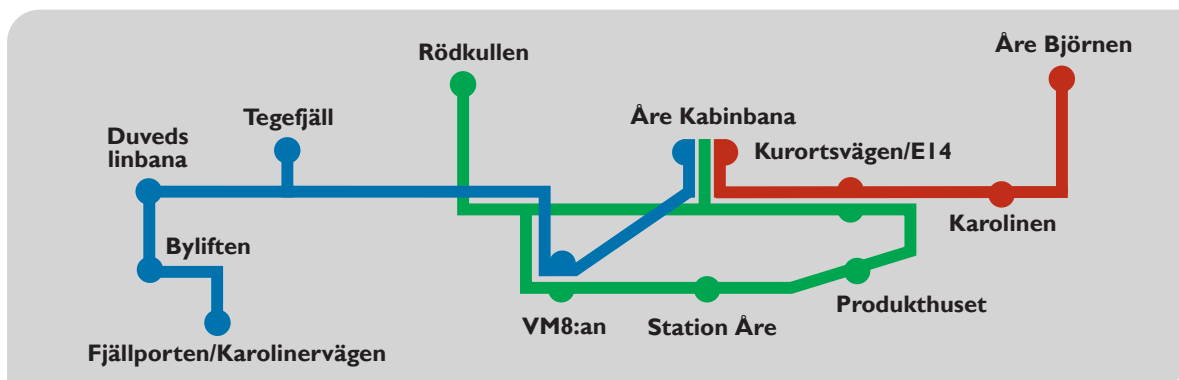 Åre Björnen
Rödkullen
Tegefjäll
Åre Kabinbana
Duveds
linbana
Kurortsvägen/E14
Karolinen
Byliften
Produkthuset
VM8:an
Station Åre
Fjällporten/Karolinervägen